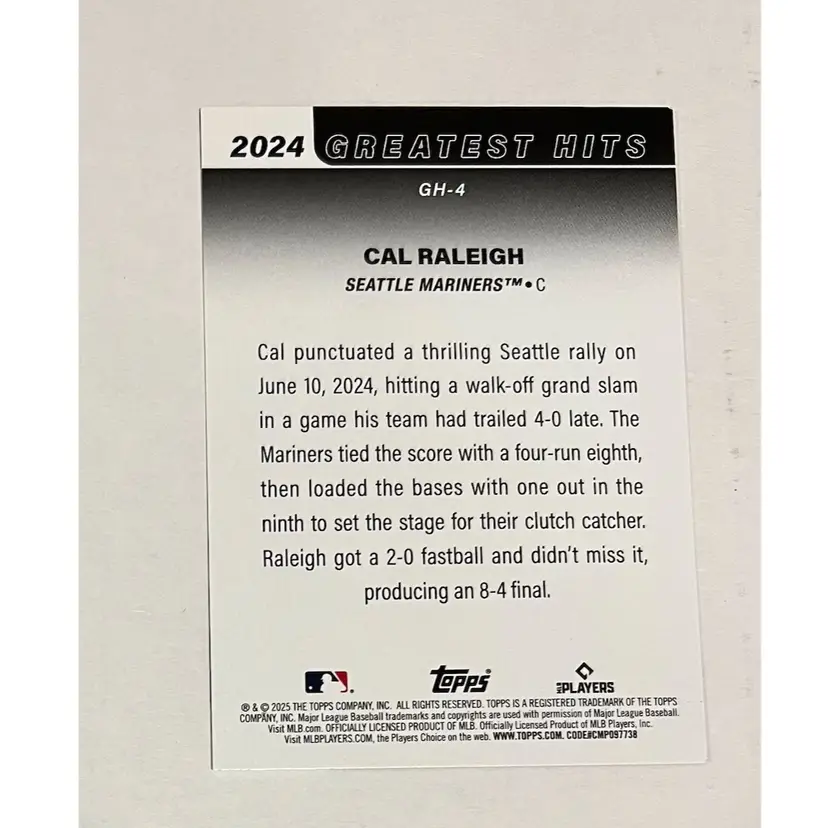 2024 GREATEST HITS
GH-4
CAL RALEIGH
SEATTLE MARINERS™ • C
Cal punctuated a thrilling Seattle rally on
June 10, 2024, hitting a walk-off grand slam
in a game his team had trailed 4-0 late. The
Mariners tied the score with a four-run eighth,
then loaded the bases with one out in the
ninth to set the stage for their clutch catcher.
Raleigh got a 2-0 fastball and didn't miss it,
producing an 8-4 final.
topps®
MLB PLAYERS
® & © 2025 THE TOPPS COMPANY, INC. ALL RIGHTS RESERVED. TOPPS IS A REGISTERED TRADEMARK OF THE TOPPS
COMPANY, INC. Major League Baseball trademarks and copyrights are used with permission of Major League Baseball.
Visit MLB.com. OFFICIALLY LICENSED PRODUCT OF MLB. Officially Licensed Product of MLB Players, Inc.
Visit MLBPLAYERS.COM, the Players Choice on the web. WWW.TOPPS.COM. CODE#CMP097738